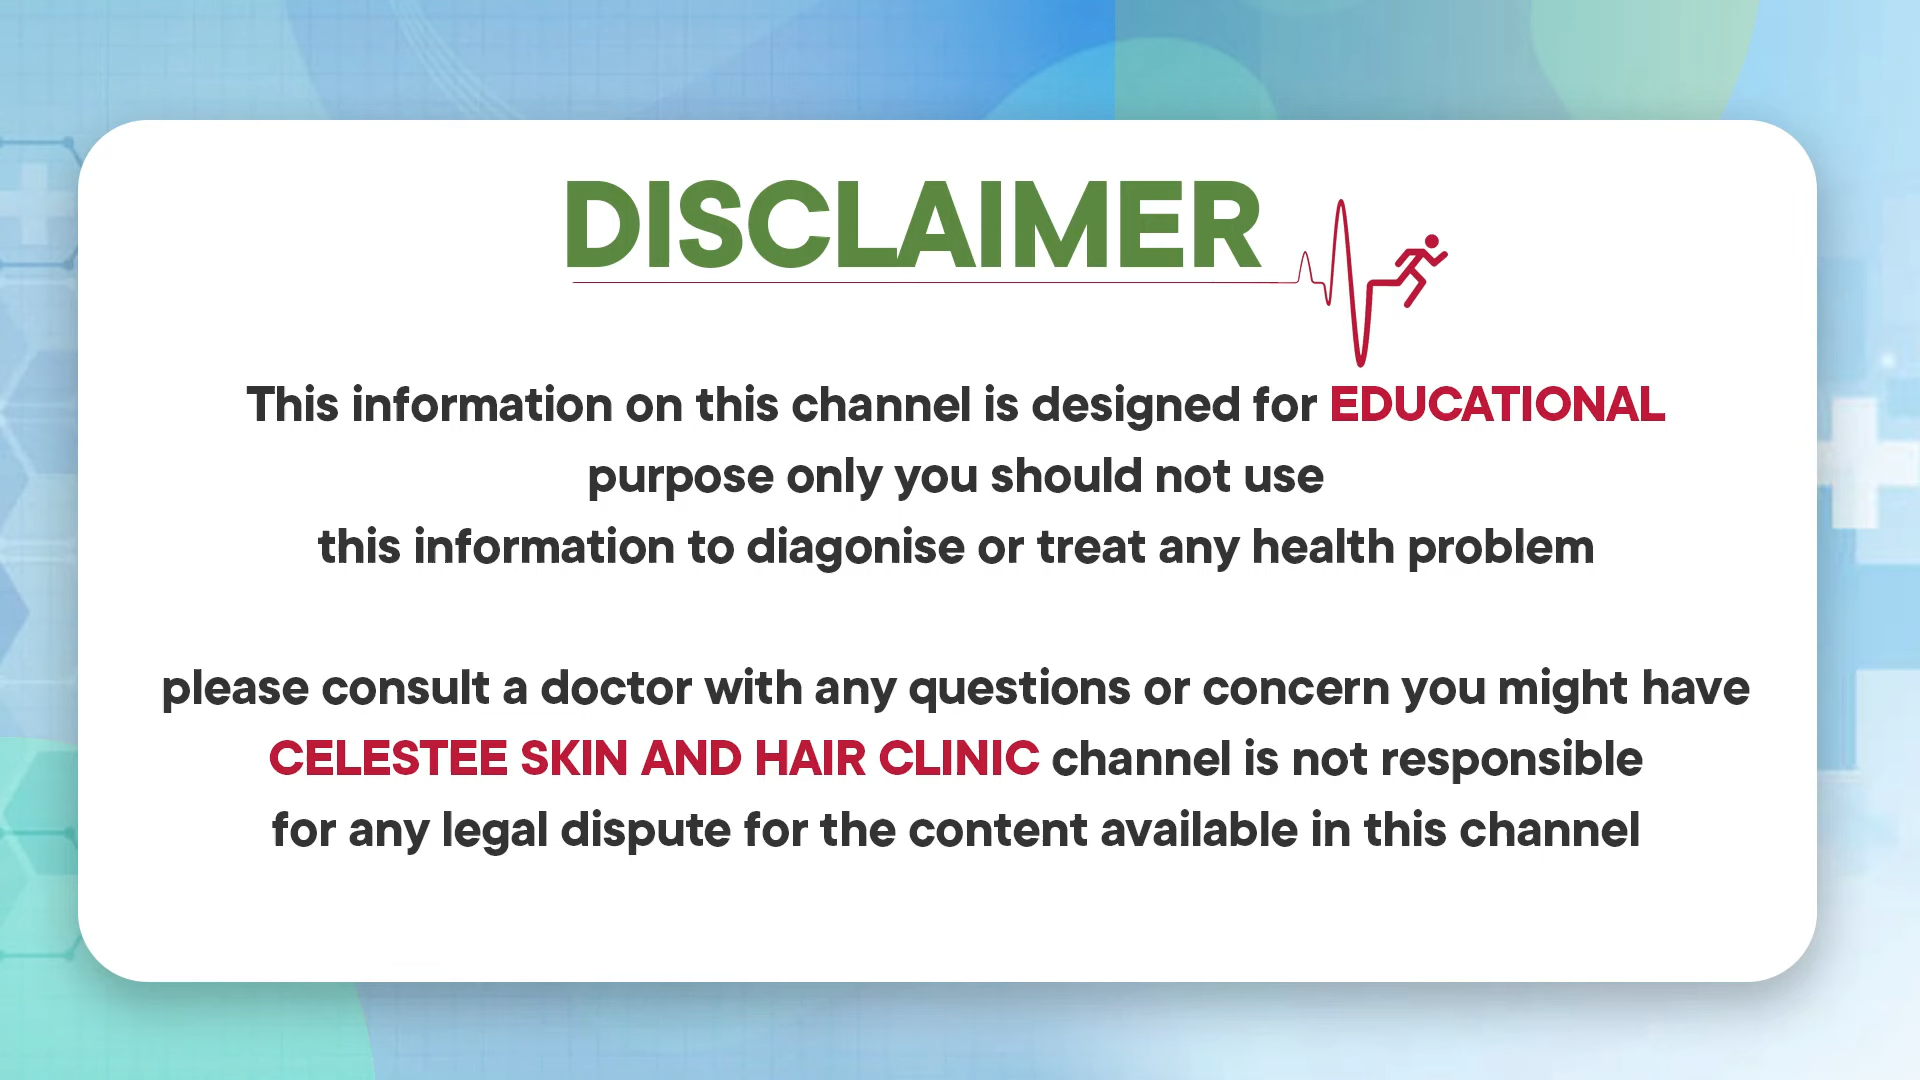 DISCLAIMER
This information on this channel is designed for EDUCATIONAL
purpose only you should not use
this information to diagonise or treat any health problem
please consult a doctor with any questions or concern you might have
CELESTEE SKIN AND HAIR CLINIC channel is not responsible
for any legal dispute for the content available in this channel